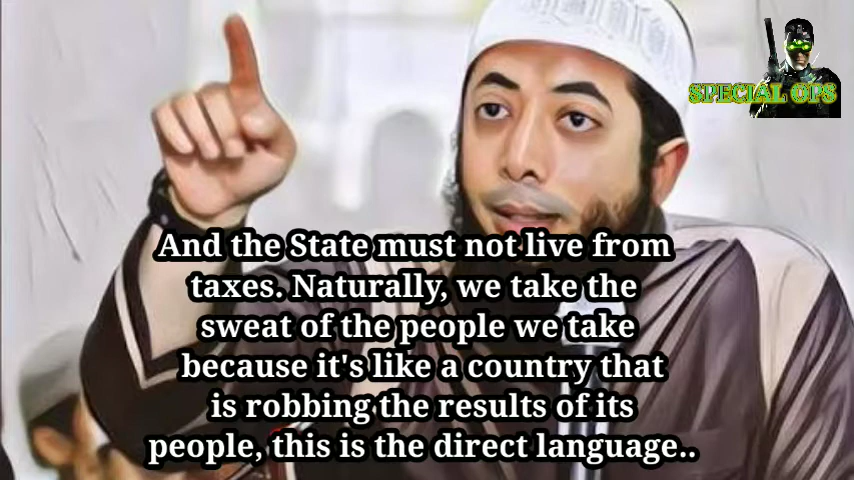 SPECIAL OPS
And the State must not live from
taxes. Naturally, we take the
sweat of the people we take
because it's like a country that
is robbing the results of its
people, this is the direct language..